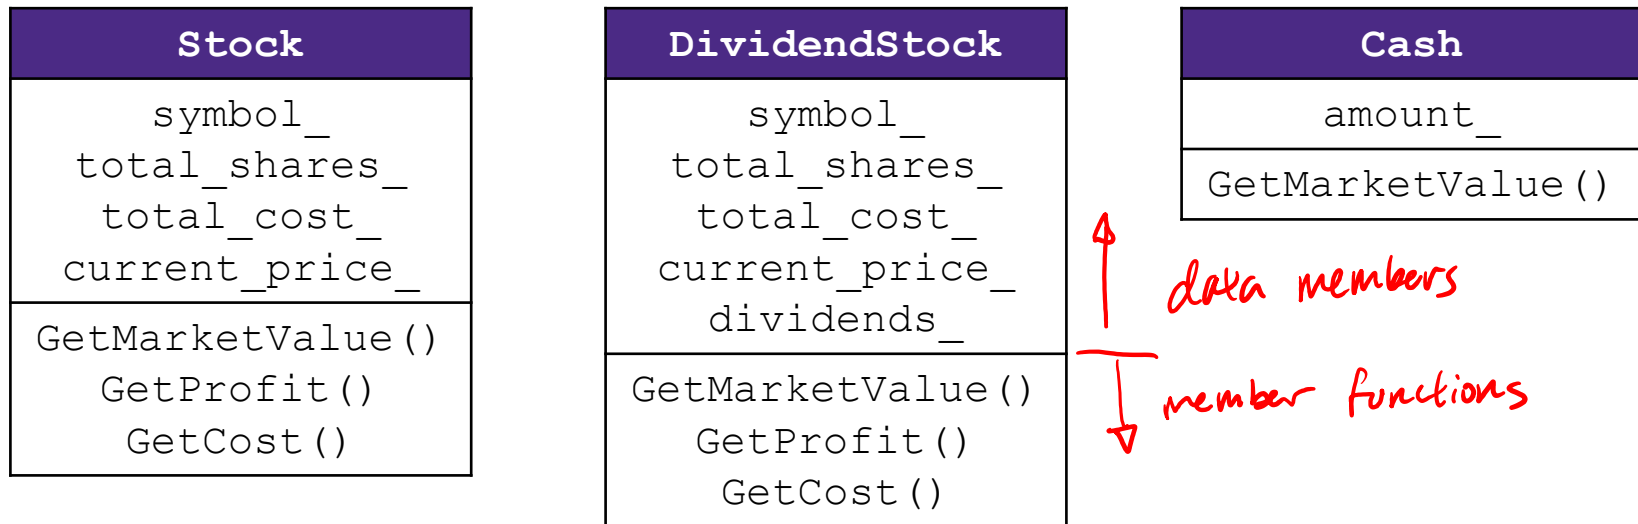 Stock
symbol_
total_shares_
total_cost_
current_price_
GetMarketValue()
GetProfit()
GetCost()
DividendStock
symbol_
total_shares_
total_cost_
current_price_
dividends_
GetMarketValue()
GetProfit()
GetCost()
Cash
amount_
GetMarketValue()
data members
member functions